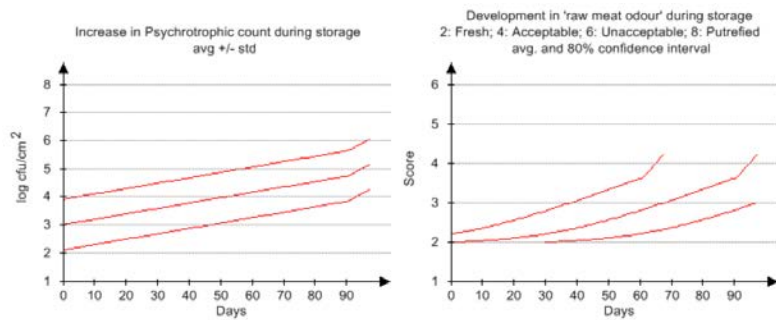 Increase in Psychrotrophic count during storage
avg +/- std
8
7
6
5
4
3
2
1
log cfu/cm²
0 10 20 30 40 50 60 70 80 90
Days
Development in 'raw meat odour' during storage
2: Fresh; 4: Acceptable; 6: Unacceptable; 8: Putrefied
avg. and 80% confidence interval
6
5
4
3
2
1
Score
0 10 20 30 40 50 60 70 80 90
Days